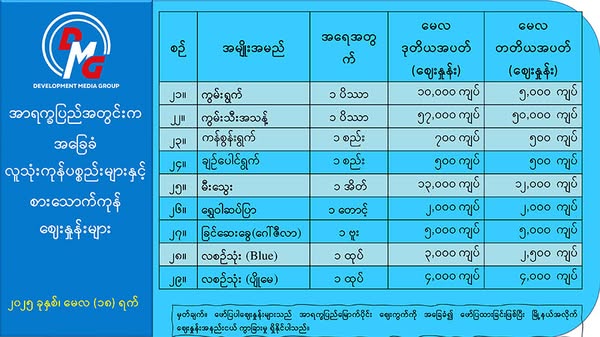 DMG
DEVELOPMENT MEDIA GROUP
အာရက္ခပြည်အတွင်းက
အခြေခံ
လူသုံးကုန်ပစ္စည်းများနှင့်
စားသောက်ကုန်
ဈေးနှုန်းများ
၂၀၂၅ ခုနှစ်၊ မေလ (၁၈) ရက်
စဉ် အမျိုးအမည် အရေအတွက် မေလ ဒုတိယအပတ် (ဈေးနှုန်း) မေလ တတိယအပတ် (ဈေးနှုန်း)
၂၁။ ကွမ်းရွက် ၁ ပိဿာ ၁၀,၀၀၀ ကျပ် ၅,၀၀၀ ကျပ်
၂၂။ ကွမ်းသီးအသန့် ၁ ပိဿာ ၅၇,၀၀၀ ကျပ် ၅၀,၀၀၀ ကျပ်
၂၃။ ကန်စွန်းရွက် ၁ စည်း ၇၀၀ ကျပ် ၅၀၀ ကျပ်
၂၄။ ချဉ်ပေါင်ရွက် ၁ စည်း ၅၀၀ ကျပ် ၅၀၀ ကျပ်
၂၅။ မီးသွေး ၁ အိတ် ၁၃,၀၀၀ ကျပ် ၁၂,၀၀၀ ကျပ်
၂၆။ ရွှေဝါဆပ်ပြာ ၁ တောင့် ၂,၀၀၀ ကျပ် ၂,၀၀၀ ကျပ်
၂၇။ ခြင်ဆေးခွေ(ဂေါ်ဇီလာ) ၁ ဗူး ၅,၀၀၀ ကျပ် ၅,၀၀၀ ကျပ်
၂၈။ လစဉ်သုံး (Blue) ၁ ထုပ် ၃,၀၀၀ ကျပ် ၂,၅၀၀ ကျပ်
၂၉။ လစဉ်သုံး (ပျိုမေ) ၁ ထုပ် ၄,၀၀၀ ကျပ် ၄,၀၀၀ ကျပ်
မှတ်ချက်။ ဖော်ပြပါဈေးနှုန်းများသည် အာရက္ခပြည်မြောက်ပိုင်း ဈေးကွက်ကို အခြေခံ၍ ဖော်ပြထားခြင်းဖြစ်ပြီး မြို့နယ်အလိုက်
ဈေးနှုန်းအနည်းငယ် ကွာခြားမှု ရှိနိုင်ပါသည်။